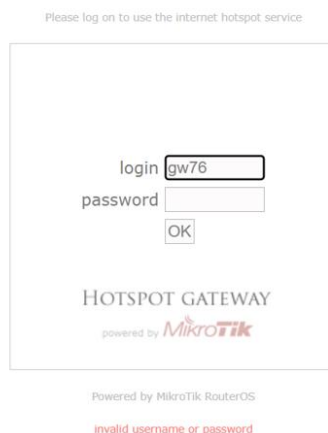 Please log on to use the internet hotspot service
login gw76
password
OK
HOTSPOT GATEWAY
powered by MikroTik
Powered by MikroTik RouterOS
invalid username or password